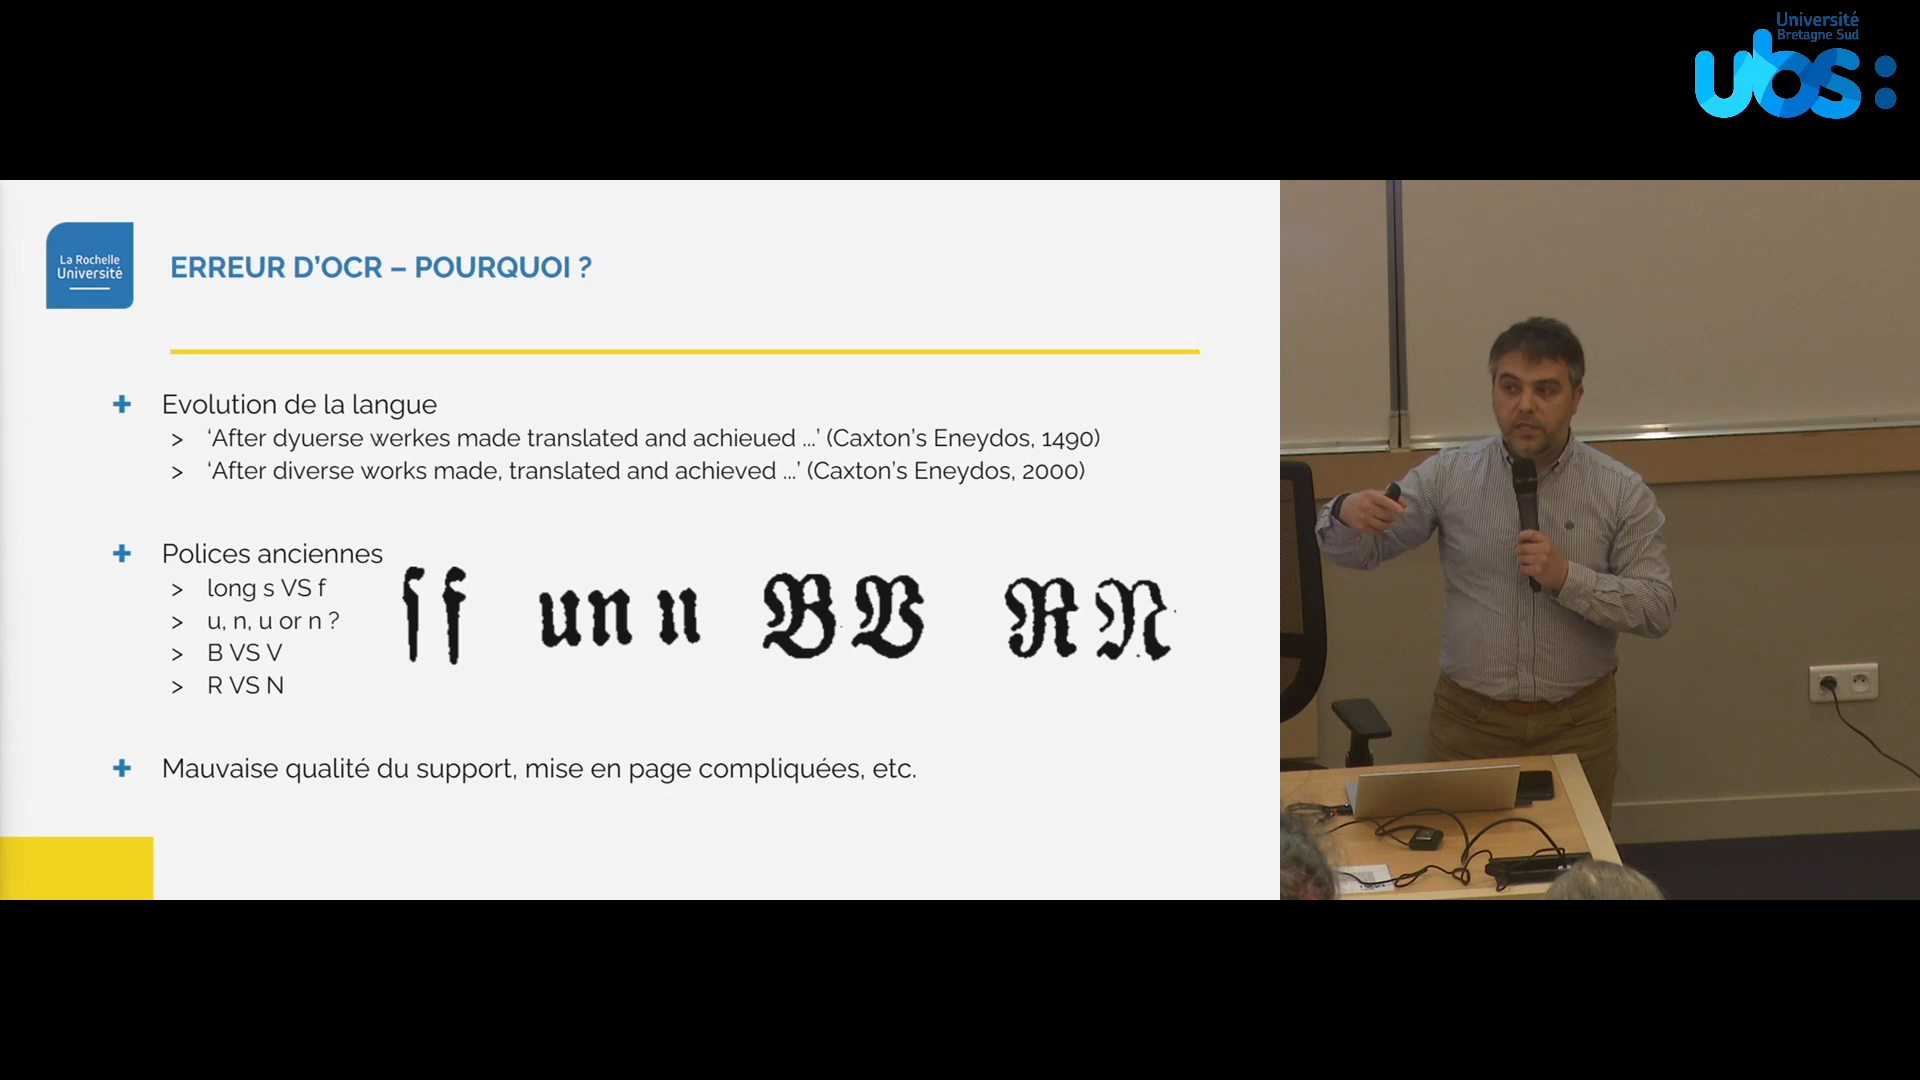 Université
Bretagne Sud
ubs:
La Rochelle
Université
ERREUR D'OCR – POURQUOI ?
Evolution de la langue
> 'After dyuerse werkes made translated and achieued ...' (Caxton's Eneydos, 1490)
> 'After diverse works made, translated and achieved ...' (Caxton's Eneydos, 2000)
Polices anciennes
> long s VS f
> u, n, u or n ?
> B VS V
> R VS N
ſ f u n u B V R N
Mauvaise qualité du support, mise en page compliquées, etc.